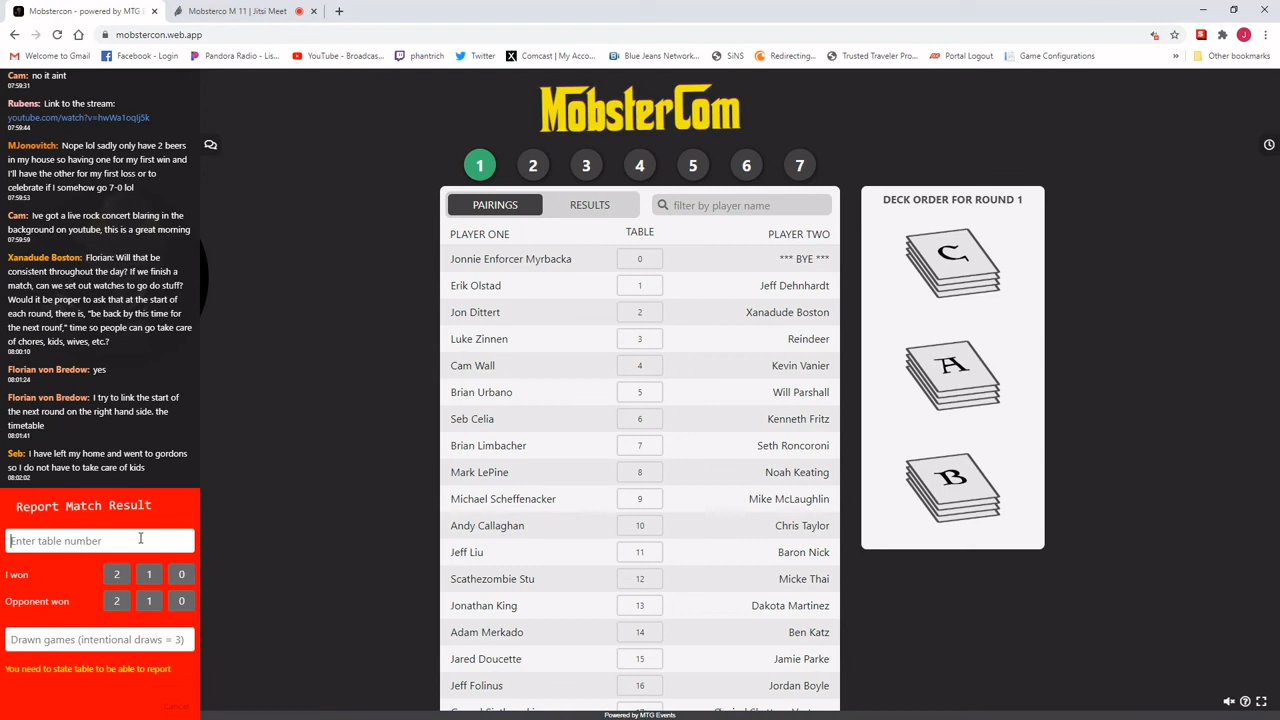 Mobstercon - powered by MTG E
Mobsterco M 11 | Jitsi Meet
mobstercon.web.app
Welcome to Gmail
Facebook - Login
Pandora Radio - Lis...
YouTube - Broadcas...
phantrich
Twitter
Comcast | My Acco...
Blue Jeans Network...
SiNS
Redirecting...
Trusted Traveler Pro...
Portal Logout
Game Configurations
»
Other bookmarks
Cam: no it aint
07:59:31
Rubens: Link to the stream:
youtube.com/watch?v=hwWa1oqIj5k
07:59:44
MJonovitch: Nope lol sadly only have 2 beers
in my house so having one for my first win and
I'll have the other for my first loss or to
celebrate if I somehow go 7-0 lol
07:59:53
Cam: Ive got a live rock concert blaring in the
background on youtube, this is a great morning
07:59:59
Xanadude Boston: Florian: Will that be
consistent throughout the day? If we finish a
match, can we set out watches to go do stuff?
Would it be proper to ask that at the start of
each round, there is, "be back by this time for
the next rounf," time so people can go take care
of chores, kids, wives, etc.?
08:00:10
Florian von Bredow: yes
08:01:24
Florian von Bredow: I try to link the start of
the next round on the right hand side. the
timetable
08:01:41
Seb: I have left my home and went to gordons
so I do not have to take care of kids
08:02:02
Report Match Result
Enter table number
I won 2 1 0
Opponent won 2 1 0
Drawn games (intentional draws = 3)
You need to state table to be able to report
Cancel
MobsterCom
1 2 3 4 5 6 7
PAIRINGS RESULTS filter by player name
PLAYER ONE TABLE PLAYER TWO
Jonnie Enforcer Myrbacka 0 *** BYE ***
Erik Olstad 1 Jeff Dehnhardt
Jon Dittert 2 Xanadude Boston
Luke Zinnen 3 Reindeer
Cam Wall 4 Kevin Vanier
Brian Urbano 5 Will Parshall
Seb Celia 6 Kenneth Fritz
Brian Limbacher 7 Seth Roncoroni
Mark LePine 8 Noah Keating
Michael Scheffenacker 9 Mike McLaughlin
Andy Callaghan 10 Chris Taylor
Jeff Liu 11 Baron Nick
Scathezombie Stu 12 Micke Thai
Jonathan King 13 Dakota Martinez
Adam Merkado 14 Ben Katz
Jared Doucette 15 Jamie Parke
Jeff Folinus 16 Jordan Boyle
Powered by MTG Events
DECK ORDER FOR ROUND 1
C
A
B